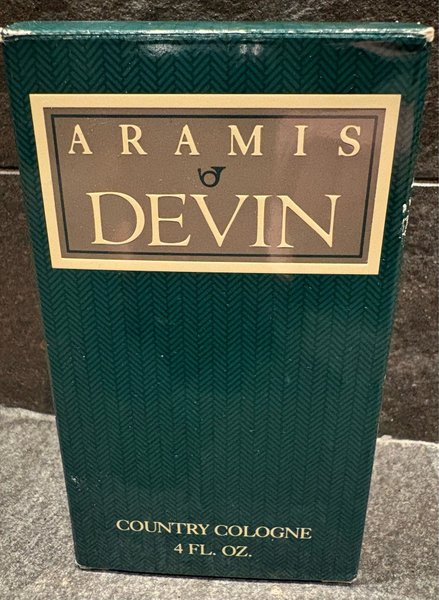 ARAMIS
DEVIN
COUNTRY COLOGNE
4 FL. OZ.